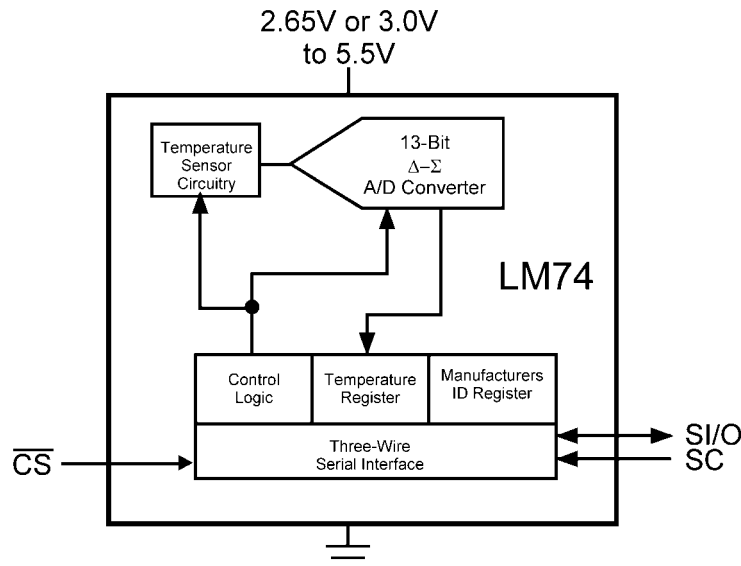 2.65V or 3.0V
to 5.5V
Temperature
Sensor
Circuitry
13-Bit
Δ–Σ
A/D Converter
LM74
Control
Logic
Temperature
Register
Manufacturers
ID Register
Three-Wire
Serial Interface
C̅S̅
SI/O
SC